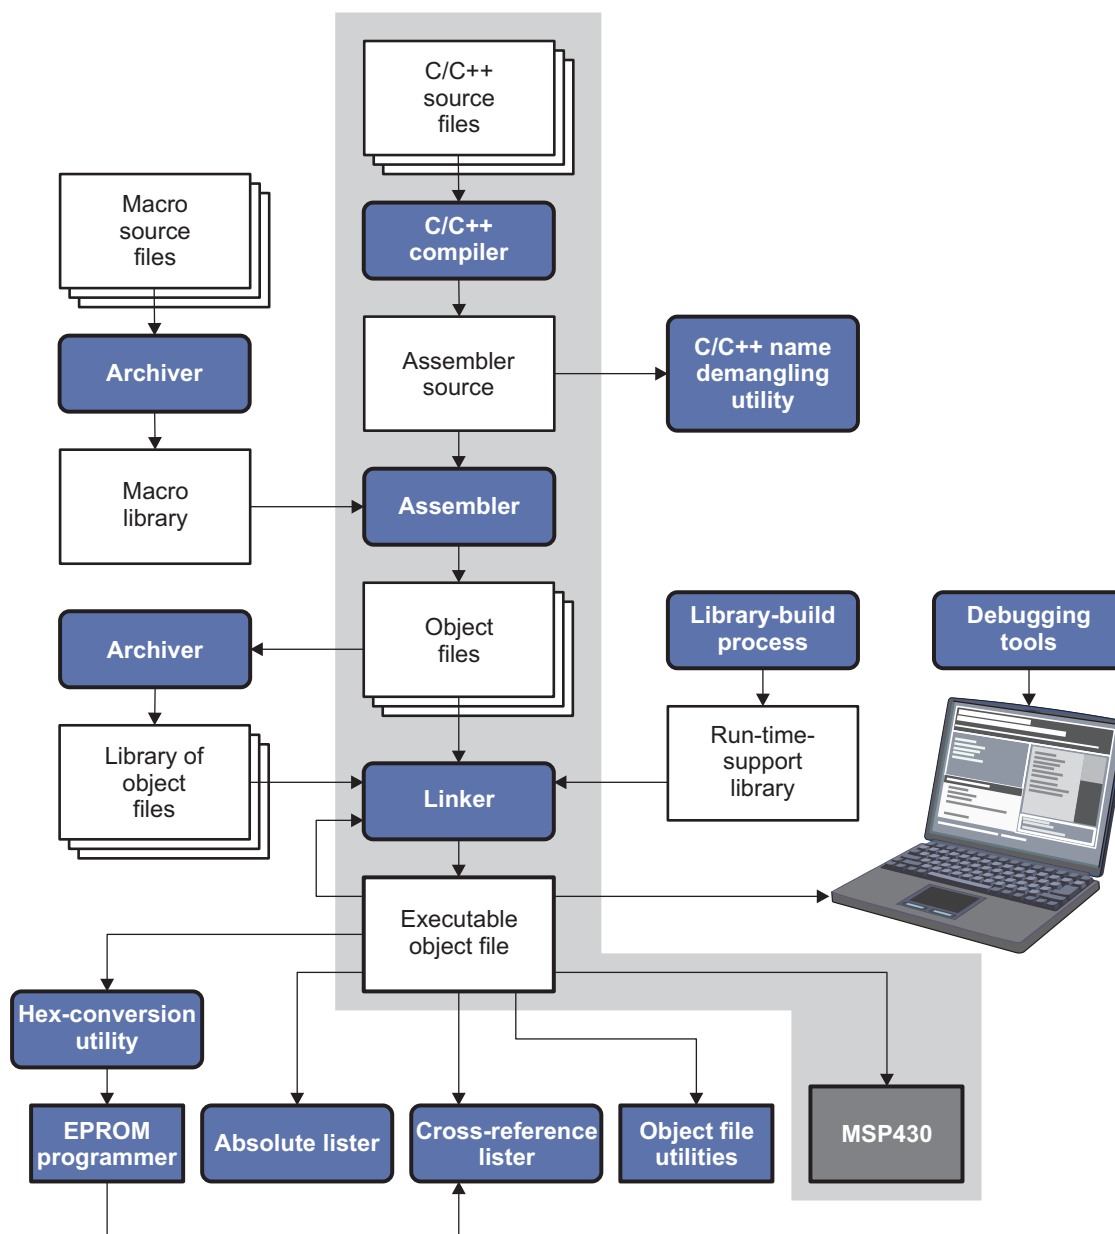 C/C++
source
files
Macro
source
files
C/C++
compiler
Archiver
Assembler
source
C/C++ name
demangling
utility
Macro
library
Assembler
Archiver
Object
files
Library-build
process
Debugging
tools
Library of
object
files
Linker
Run-time-
support
library
Executable
object file
Hex-conversion
utility
EPROM
programmer
Absolute lister
Cross-reference
lister
Object file
utilities
MSP430